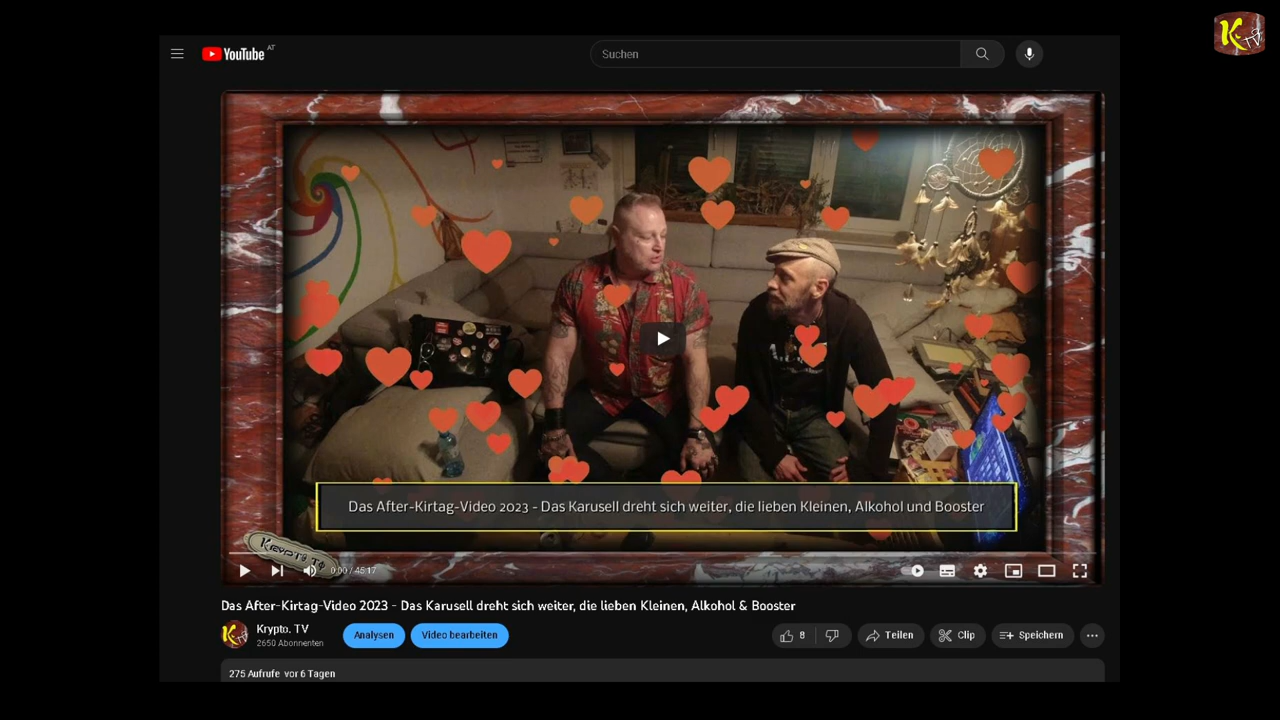 K TV
YouTube AT
Suchen
Das After-Kirtag-Video 2023 - Das Karusell dreht sich weiter, die lieben Kleinen, Alkohol und Booster
Krypto TV
0:00 / 45:17
Das After-Kirtag-Video 2023 - Das Karusell dreht sich weiter, die lieben Kleinen, Alkohol & Booster
Krypto. TV
2650 Abonnenten
Analysen
Video bearbeiten
8
Teilen
Clip
Speichern
275 Aufrufe vor 6 Tagen